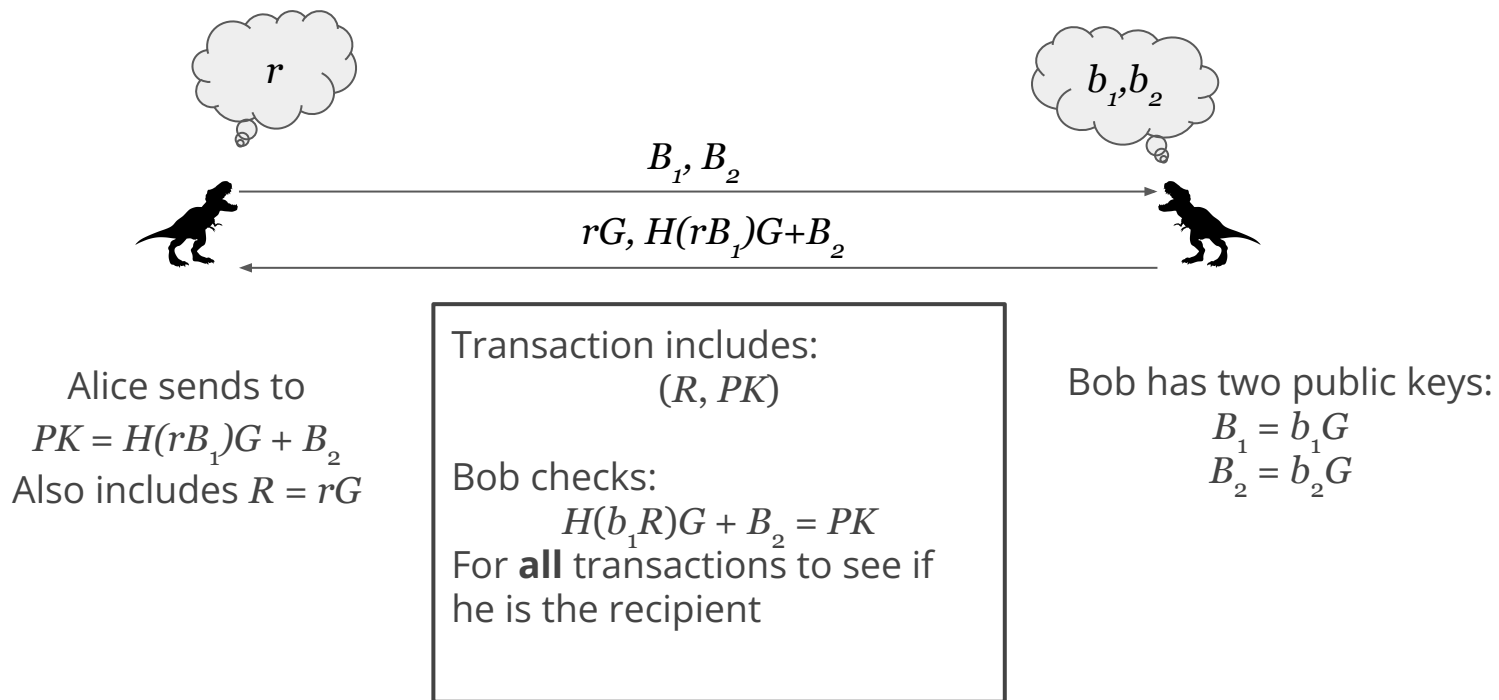 r
b₁,b₂
B₁, B₂
rG, H(rB₁)G+B₂
Alice sends to
PK = H(rB₁)G + B₂
Also includes R = rG
Transaction includes:
(R, PK)
Bob checks:
H(b₁R)G + B₂ = PK
For all transactions to see if
he is the recipient
Bob has two public keys:
B₁ = b₁G
B₂ = b₂G